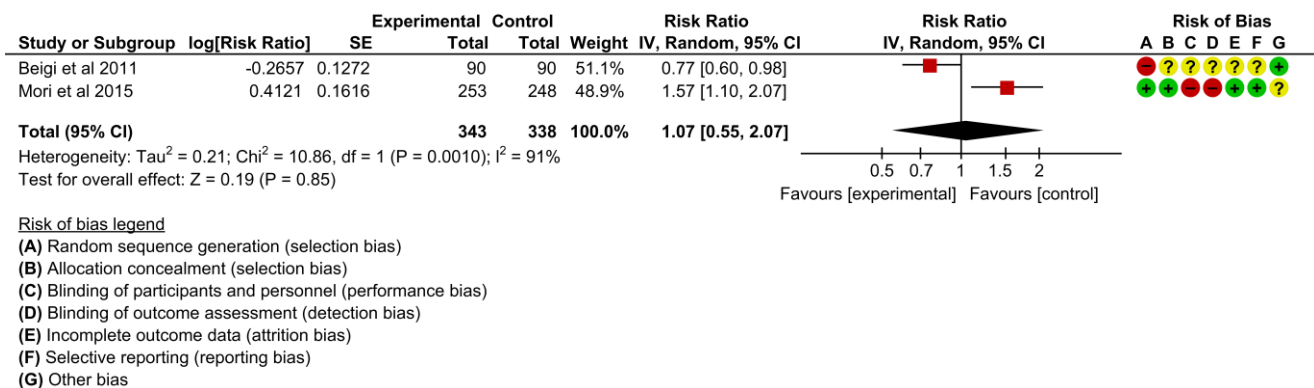 Experimental Control Risk Ratio Risk Ratio Risk of Bias
Study or Subgroup log[Risk Ratio] SE Total Total Weight IV, Random, 95% CI IV, Random, 95% CI A B C D E F G
Beigi et al 2011 -0.2657 0.1272 90 90 51.1% 0.77 [0.60, 0.98] - ? ? ? ? ? +
Mori et al 2015 0.4121 0.1616 253 248 48.9% 1.57 [1.10, 2.07] + + - - + + ?
Total (95% CI) 343 338 100.0% 1.07 [0.55, 2.07]
Heterogeneity: Tau² = 0.21; Chi² = 10.86, df = 1 (P = 0.0010); I² = 91%
Test for overall effect: Z = 0.19 (P = 0.85)
0.5 0.7 1 1.5 2
Favours [experimental] Favours [control]
Risk of bias legend
(A) Random sequence generation (selection bias)
(B) Allocation concealment (selection bias)
(C) Blinding of participants and personnel (performance bias)
(D) Blinding of outcome assessment (detection bias)
(E) Incomplete outcome data (attrition bias)
(F) Selective reporting (reporting bias)
(G) Other bias